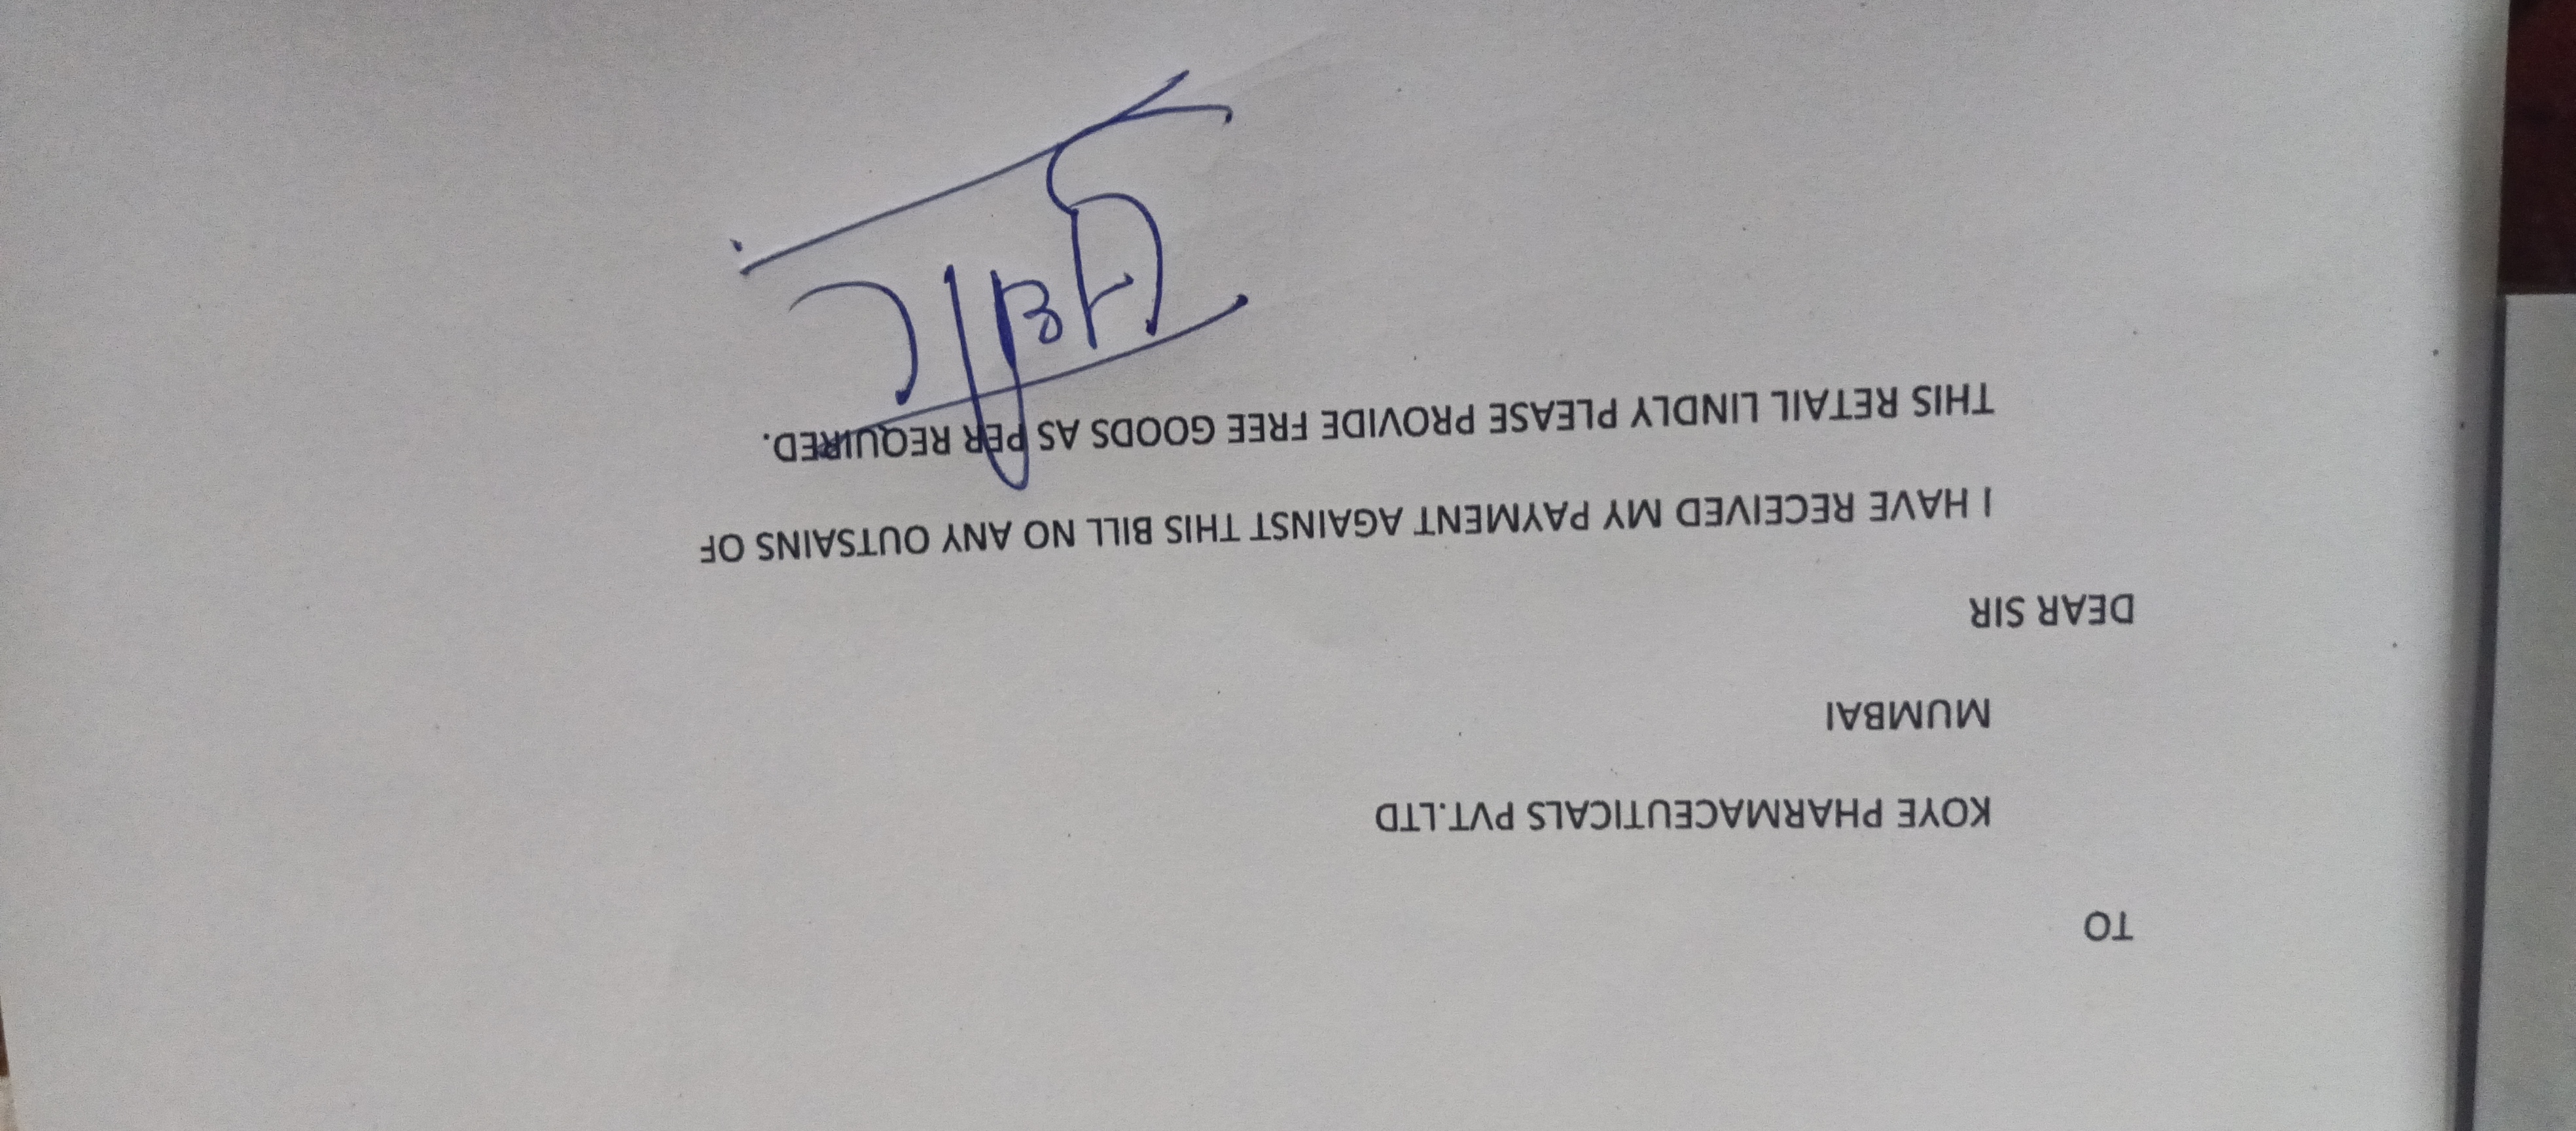 TO
KOYE PHARMACEUTICALS PVT.LTD
MUMBAI
DEAR SIR
I HAVE RECEIVED MY PAYMENT AGAINST THIS BILL NO ANY OUTSAINS OF
THIS RETAIL LINDLY PLEASE PROVIDE FREE GOODS AS PER REQUIRED.